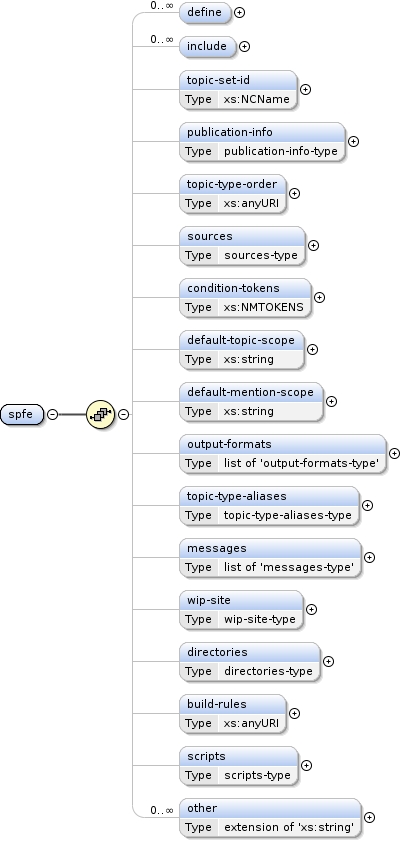 0..∞
define
0..∞
include
topic-set-id
Type xs:NCName
publication-info
Type publication-info-type
topic-type-order
Type xs:anyURI
sources
Type sources-type
condition-tokens
Type xs:NMTOKENS
default-topic-scope
Type xs:string
default-mention-scope
Type xs:string
spfe
output-formats
Type list of 'output-formats-type'
topic-type-aliases
Type topic-type-aliases-type
messages
Type list of 'messages-type'
wip-site
Type wip-site-type
directories
Type directories-type
build-rules
Type xs:anyURI
scripts
Type scripts-type
0..∞
other
Type extension of 'xs:string'